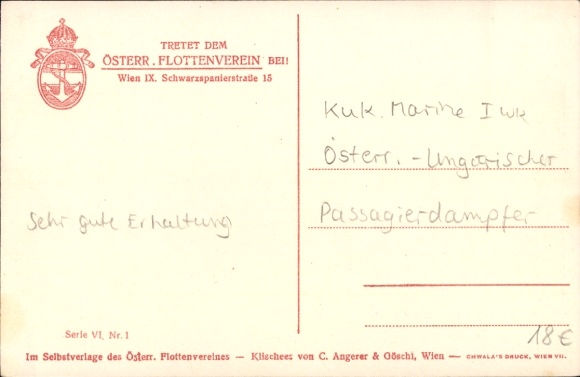 TRETET DEM
ÖSTERR. FLOTTENVEREIN BEI!
Wien IX. Schwarzspanierstraße 15
KuK. Marine I wk
Österr. - Ungarischer
Passagierdampfer
Sehr gute Erhaltung
18€
Serie VI, Nr. 1
Im Selbstverlage des Österr. Flottenvereines — Klischees von C. Angerer & Göschl, Wien — CHWALA'S DRUCK, WIEN VII.